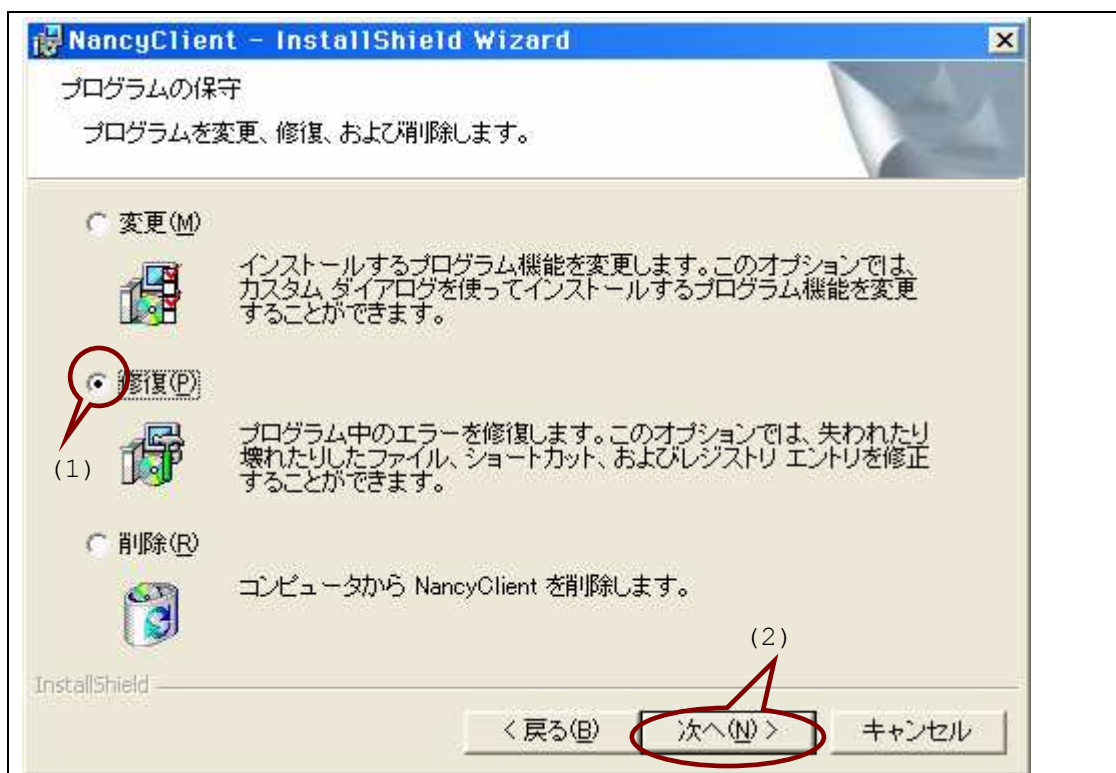 NancyClient - InstallShield Wizard
プログラムの保守
プログラムを変更、修復、および削除します。
変更(M)
インストールするプログラム機能を変更します。このオプションでは、
カスタム ダイアログを使ってインストールするプログラム機能を変更
することができます。
修復(P)
(1)
プログラム中のエラーを修復します。このオプションでは、失われたり
壊れたりしたファイル、ショートカット、およびレジストリ エントリを修正
することができます。
削除(R)
コンピュータから NancyClient を削除します。
(2)
InstallShield
< 戻る(B) 次へ(N) > キャンセル